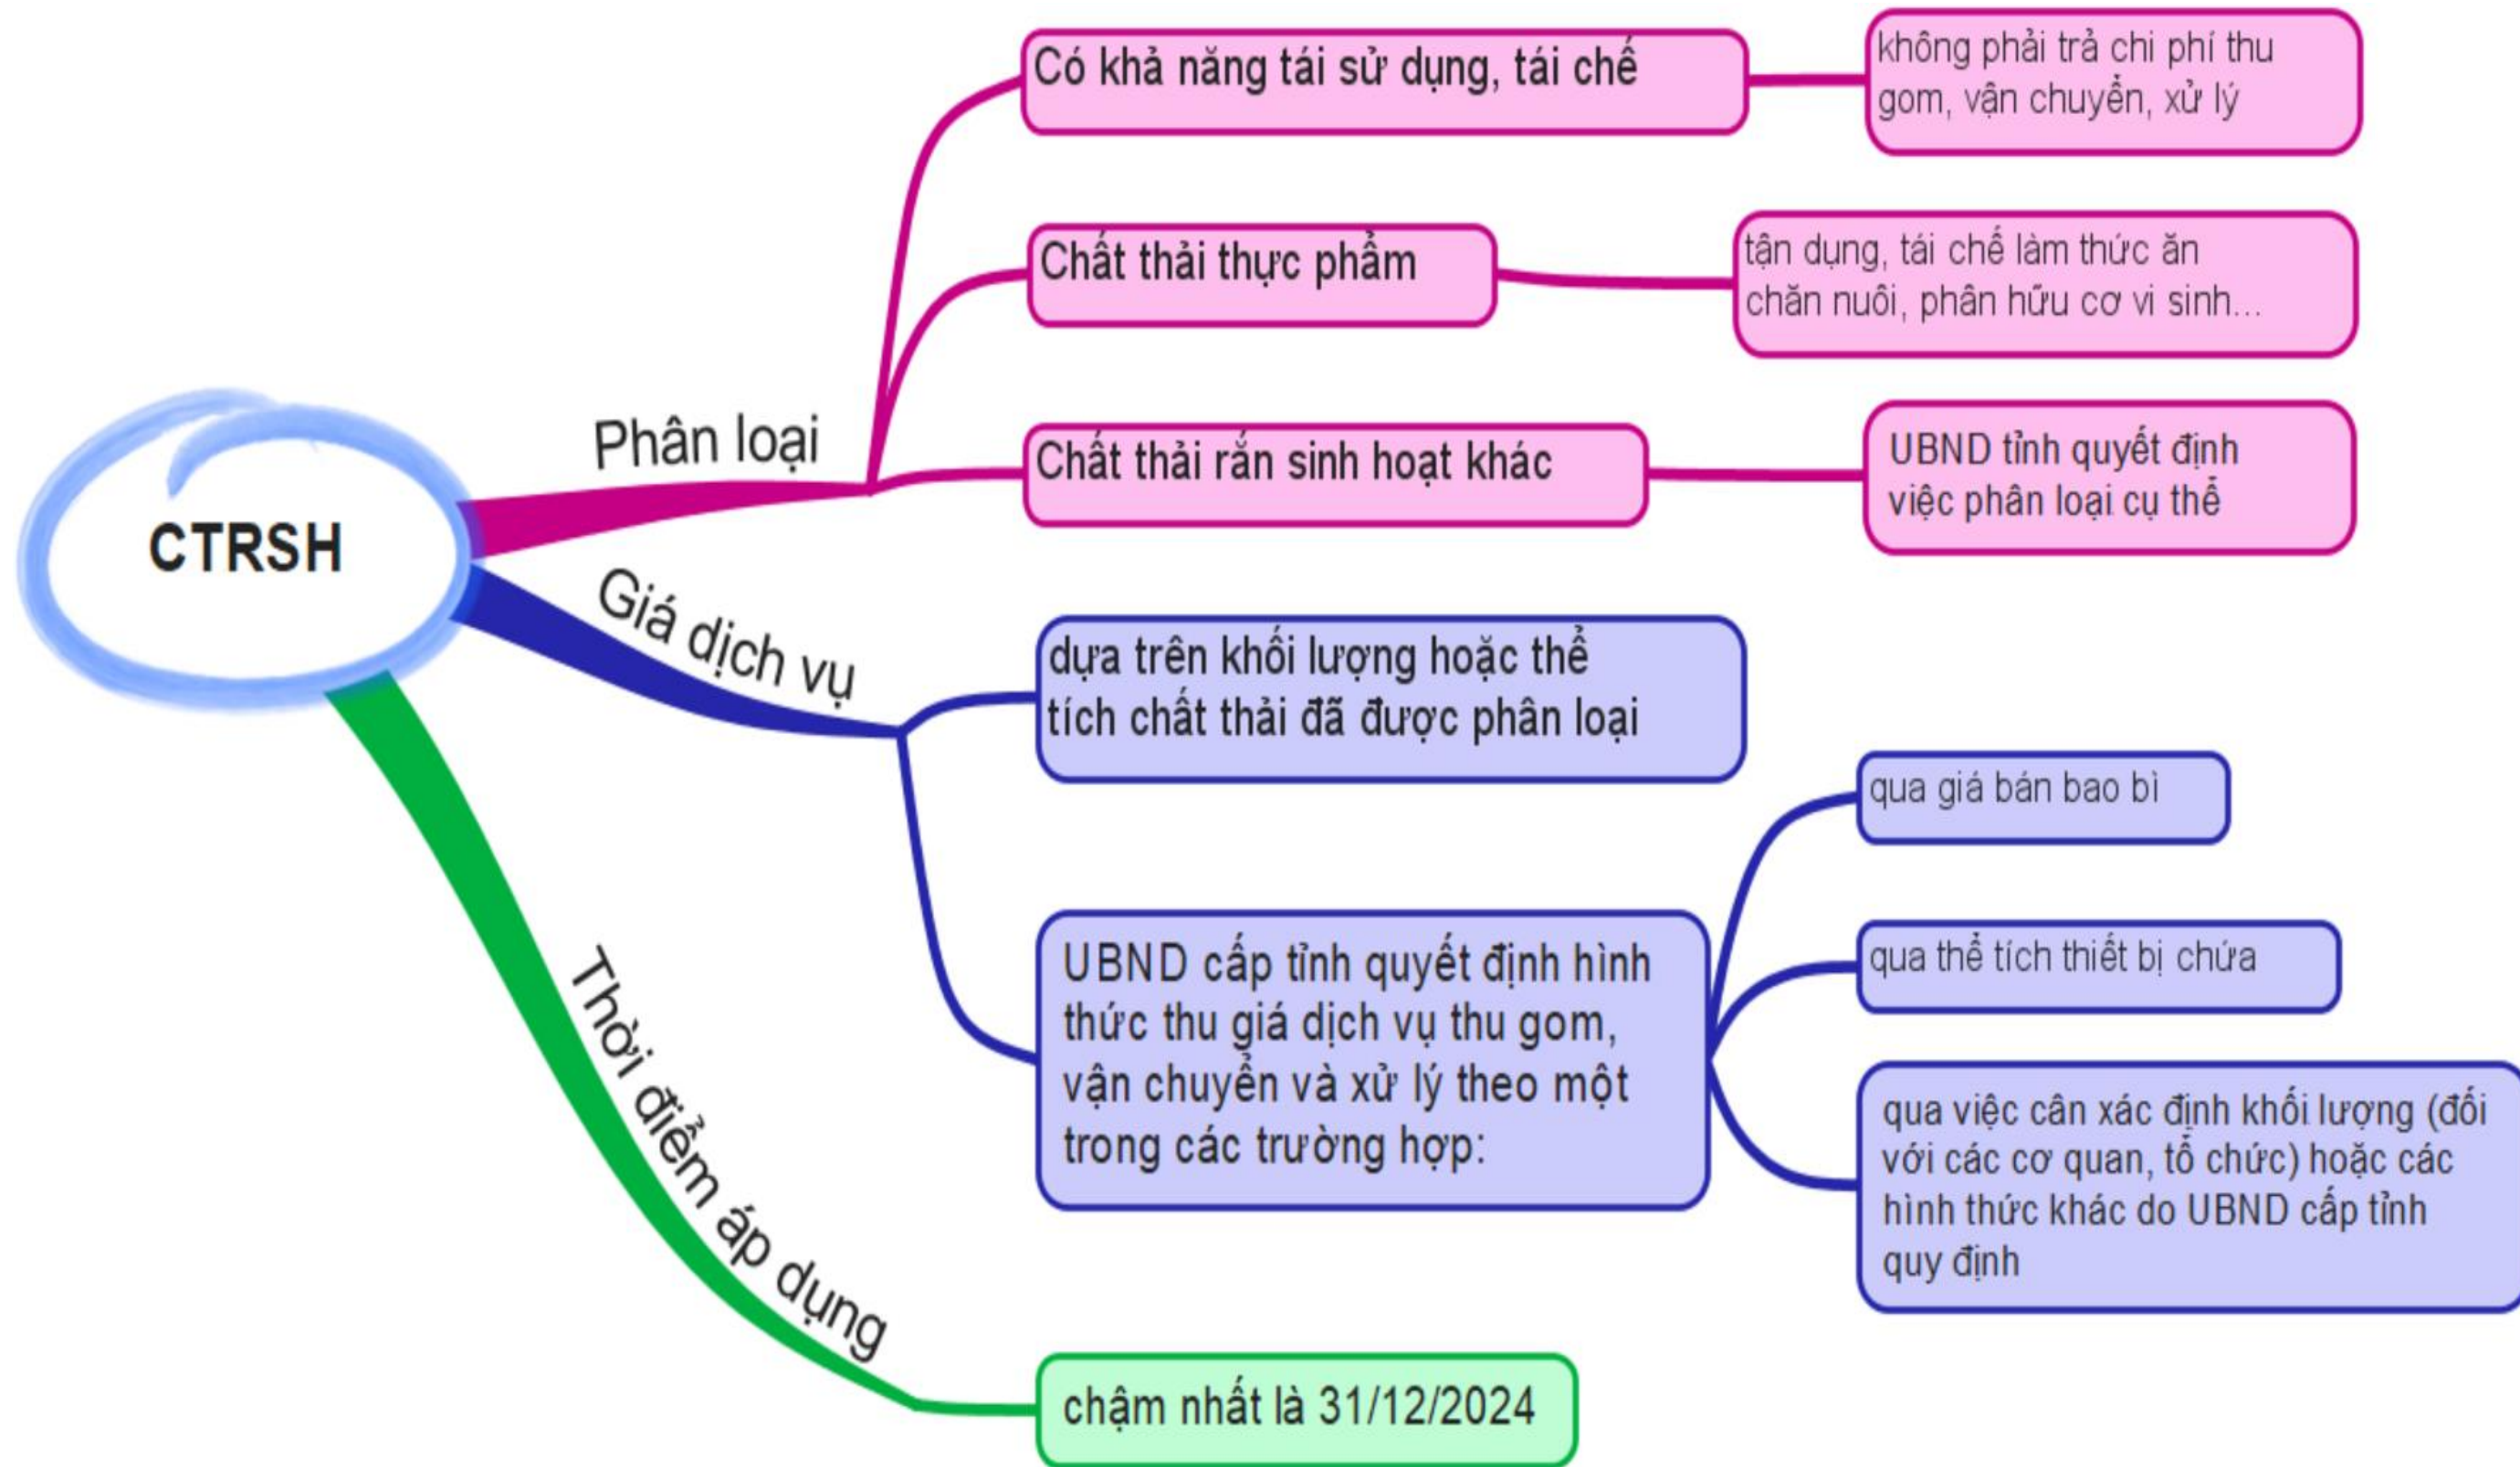 CTRSH
Phân loại
Có khả năng tái sử dụng, tái chế
không phải trả chi phí thu
gom, vận chuyển, xử lý
Chất thải thực phẩm
tận dụng, tái chế làm thức ăn
chăn nuôi, phân hữu cơ vi sinh...
Chất thải rắn sinh hoạt khác
UBND tỉnh quyết định
việc phân loại cụ thể
Giá dịch vụ
dựa trên khối lượng hoặc thể
tích chất thải đã được phân loại
UBND cấp tỉnh quyết định hình
thức thu giá dịch vụ thu gom,
vận chuyển và xử lý theo một
trong các trường hợp:
qua giá bán bao bì
qua thể tích thiết bị chứa
qua việc cân xác định khối lượng (đối
với các cơ quan, tổ chức) hoặc các
hình thức khác do UBND cấp tỉnh
quy định
Thời điểm áp dụng
chậm nhất là 31/12/2024